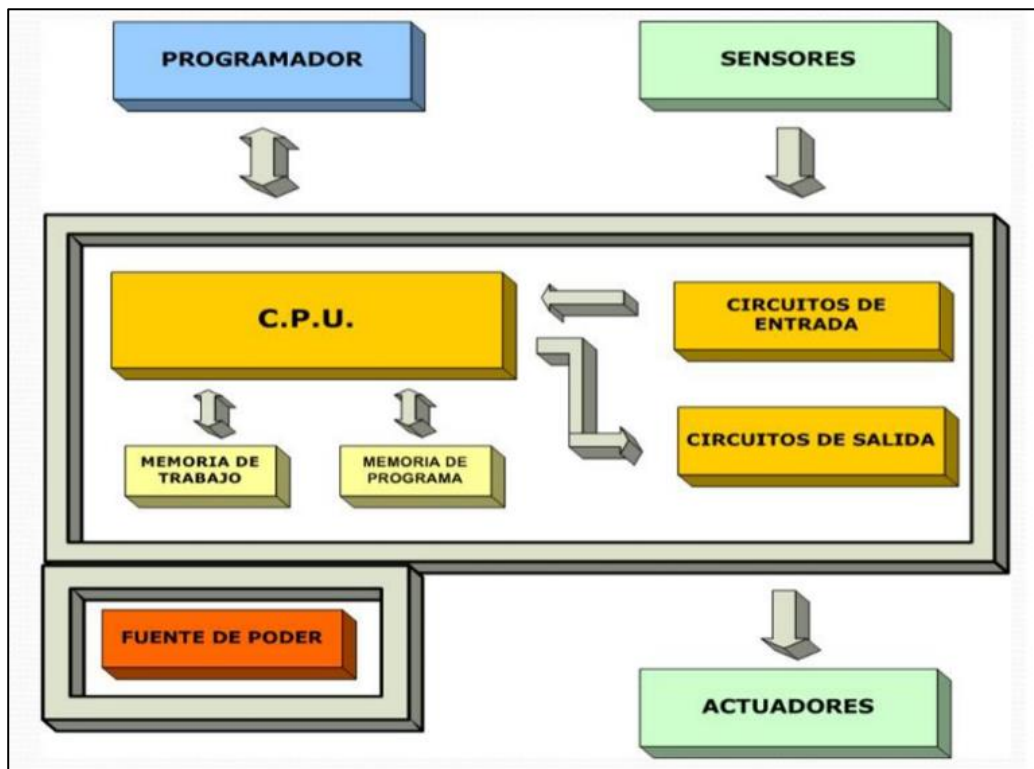 PROGRAMADOR
SENSORES
C.P.U.
CIRCUITOS DE
ENTRADA
CIRCUITOS DE SALIDA
MEMORIA DE
TRABAJO
MEMORIA DE
PROGRAMA
FUENTE DE PODER
ACTUADORES